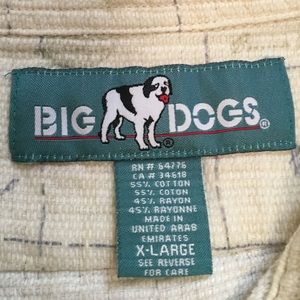 BIG DOGS®
®
RN # 64776
CA # 34618
55% COTTON
55% COTON
45% RAYON
45% RAYONNE
MADE IN
UNITED ARAB
EMIRATES
X-LARGE
SEE REVERSE
FOR CARE